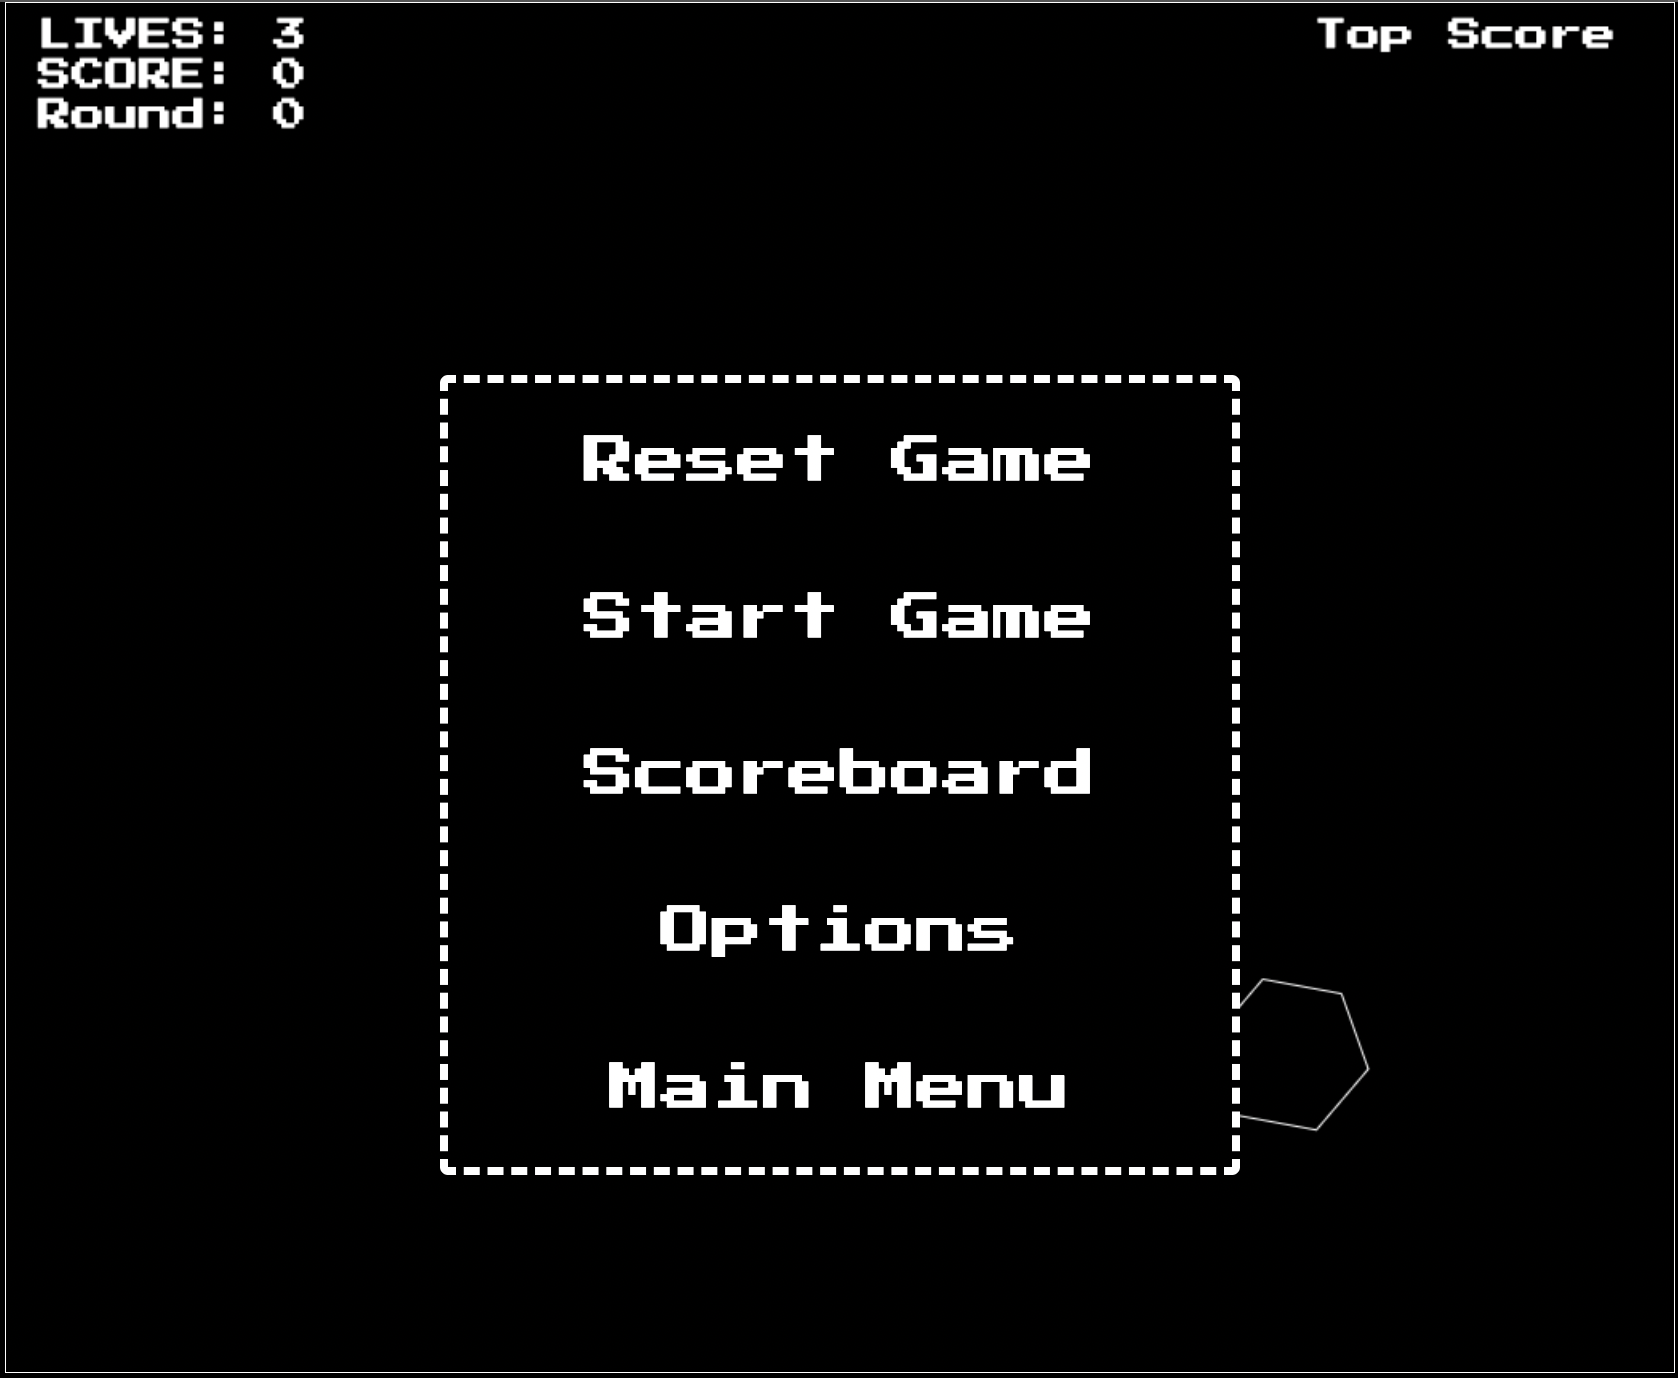 LIVES: 3
SCORE: 0
Round: 0
Top Score
Reset Game
Start Game
Scoreboard
Options
Main Menu